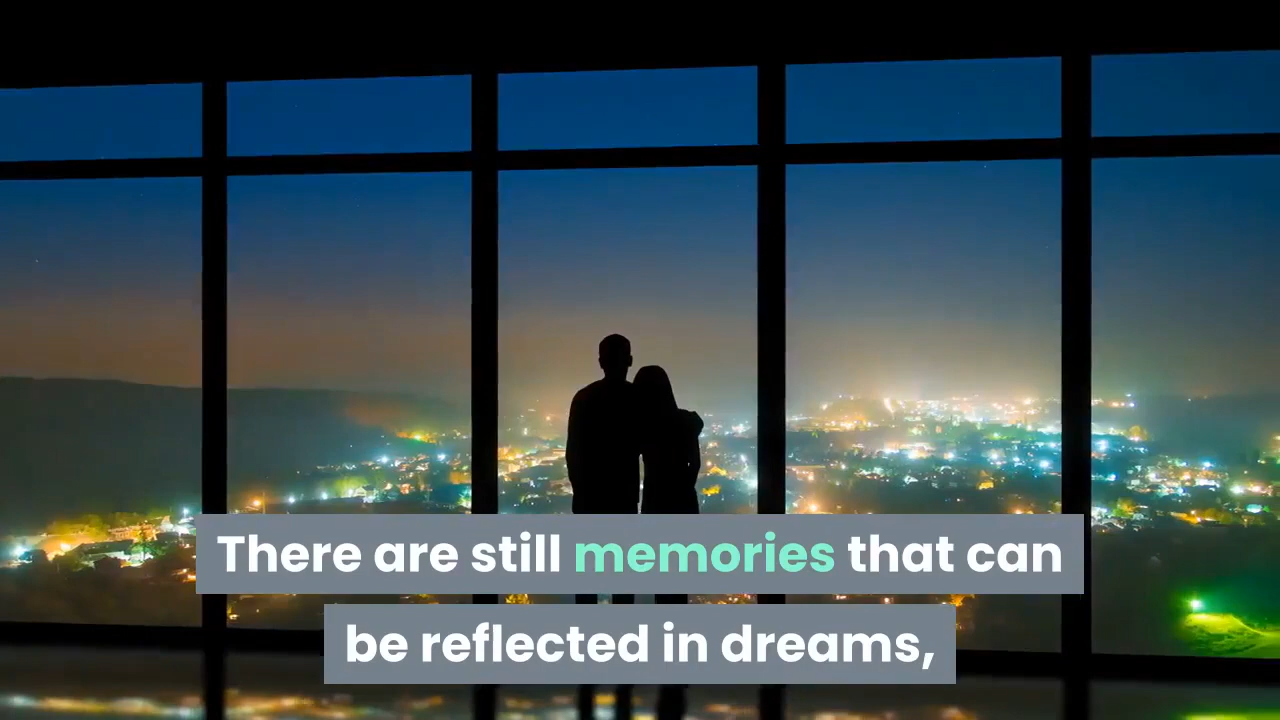 There are still memories that can
be reflected in dreams,